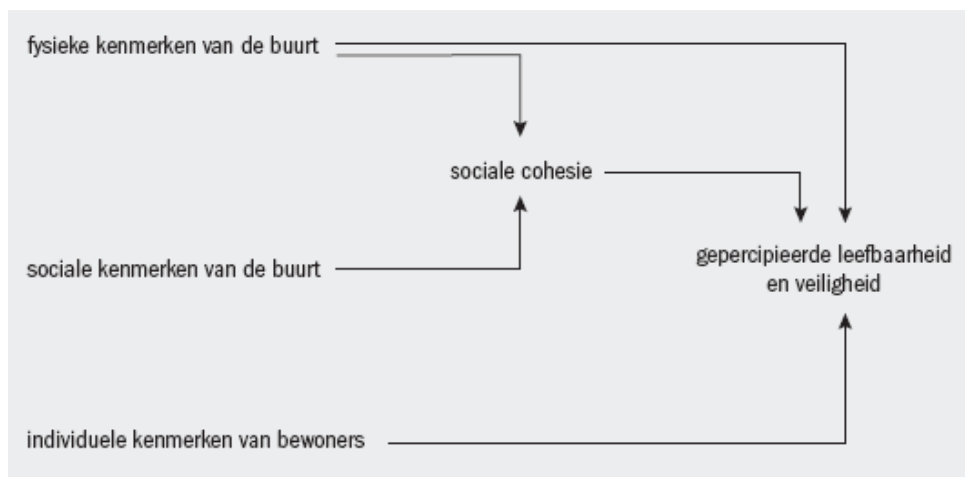 fysieke kenmerken van de buurt
sociale cohesie
sociale kenmerken van de buurt
gepercipieerde leefbaarheid
en veiligheid
individuele kenmerken van bewoners